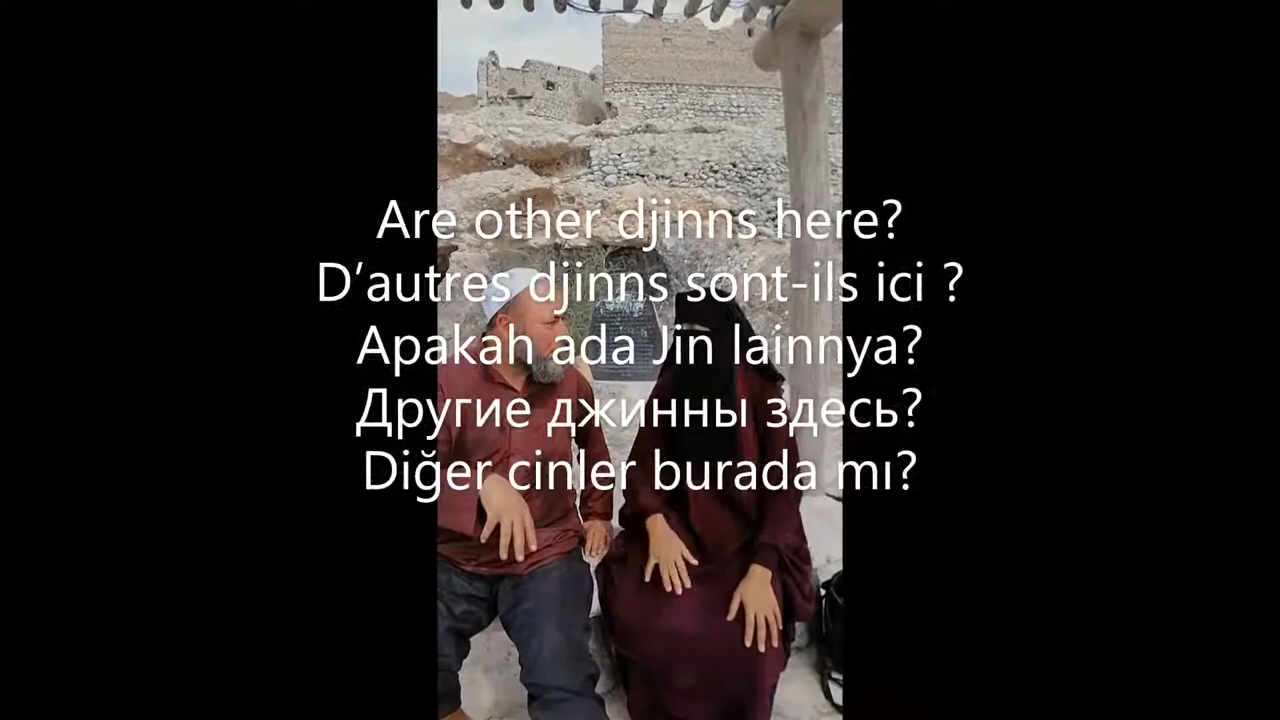 Are other djinns here?
D’autres djinns sont-ils ici ?
Apakah ada Jin lainnya?
Другие джинны здесь?
Diğer cinler burada mı?